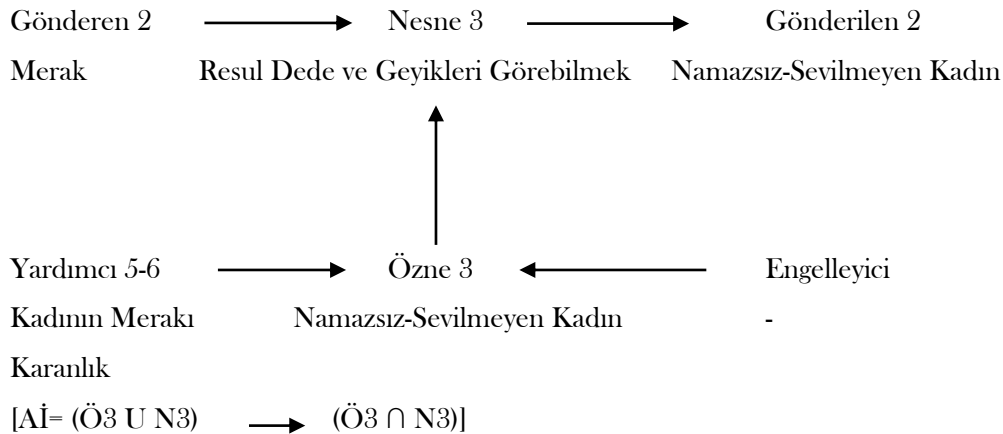 Gönderen 2 Nesne 3 Gönderilen 2
Merak Resul Dede ve Geyikleri Görebilmek Namazsız-Sevilmeyen Kadın
Yardımcı 5-6 Özne 3 Engelleyici
Kadının Merakı Namazsız-Sevilmeyen Kadın -
Karanlık
[Aİ= (Ö3 U N3) → (Ö3 ∩ N3)]